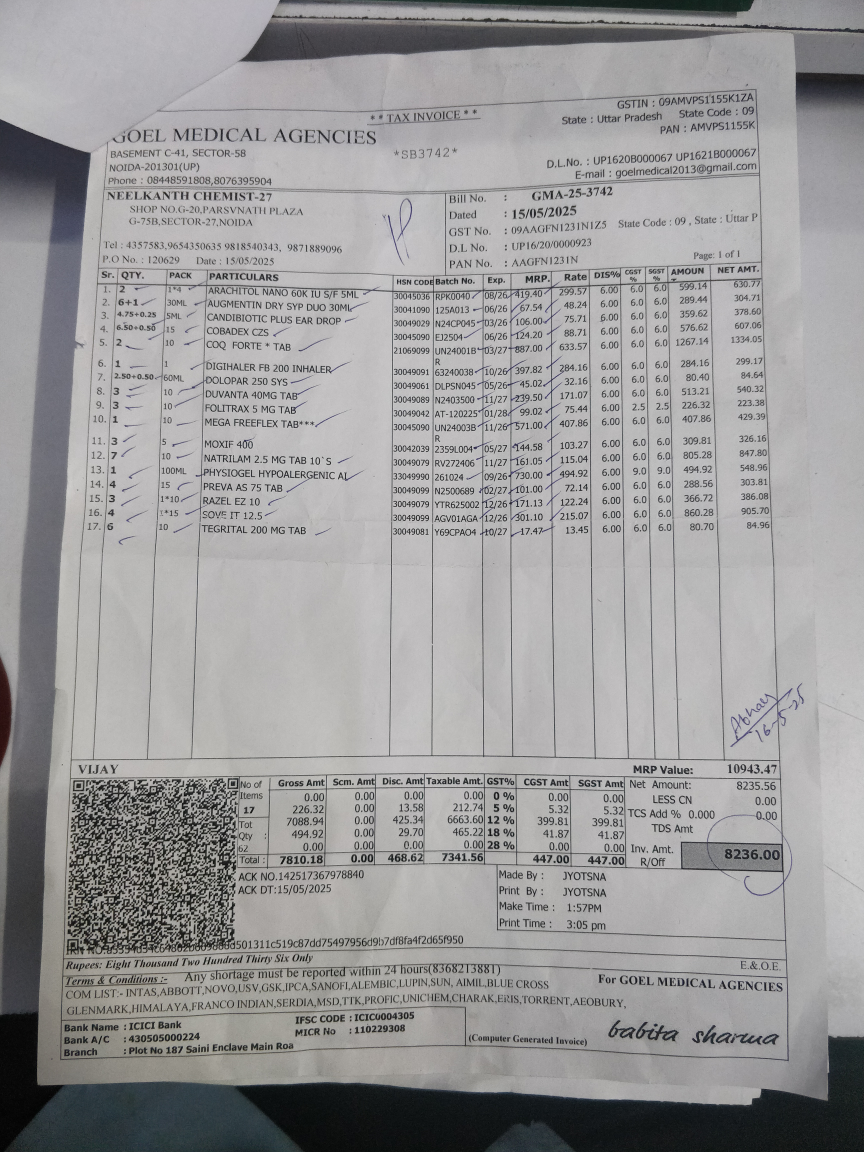 ** TAX INVOICE **
GOEL MEDICAL AGENCIES
BASEMENT C-41, SECTOR-58
NOIDA-201301(UP)
Phone : 08448591808,8076395904
*SB3742*
GSTIN : 09AMVPS1155K1ZA
State : Uttar Pradesh State Code : 09
PAN : AMVPS1155K
D.L.No. : UP1620B000067 UP1621B000067
E-mail : goelmedical2013@gmail.com
NEELKANTH CHEMIST-27
SHOP NO.G-20,PARSVNATH PLAZA
G-75B,SECTOR-27,NOIDA
Tel : 4357583,9654350635 9818540343, 9871889096
P.O No. : 120629 Date : 15/05/2025
Bill No. : GMA-25-3742
Dated : 15/05/2025
GST No. : 09AAGFN1231N1Z5 State Code : 09 , State : Uttar P
D.L No. : UP16/20/0000923
PAN No. : AAGFN1231N
Page: 1 of 1
Sr. QTY. PACK PARTICULARS HSN CODE Batch No. Exp. MRP. Rate DIS% CGST % SGST % AMOUN NET AMT.
1. 2 1*4 ARACHITOL NANO 60K IU S/F 5ML 30045036 RPK0040 08/26 419.40 299.57 6.00 6.0 6.0 599.14 630.77
2. 6+1 30ML AUGMENTIN DRY SYP DUO 30ML 30041090 125A013 06/26 67.54 48.24 6.00 6.0 6.0 289.44 304.71
3. 4.75+0.25 5ML CANDIBIOTIC PLUS EAR DROP 30049029 N24CP045 03/26 106.00 75.71 6.00 6.0 6.0 359.62 378.60
4. 6.50+0.50 15 COBADEX CZS 30045090 EJ2504 06/26 124.20 88.71 6.00 6.0 6.0 576.62 607.06
5. 2 10 COQ FORTE * TAB 21069099 UN24001B 03/27 887.00 633.57 6.00 6.0 6.0 1267.14 1334.05
R
6. 1 1 DIGIHALER FB 200 INHALER 30049091 63240038 10/26 397.82 284.16 6.00 6.0 6.0 284.16 299.17
7. 2.50+0.50 60ML DOLOPAR 250 SYS 30049061 DLPSN045 05/26 45.02 32.16 6.00 6.0 6.0 80.40 84.64
8. 3 10 DUVANTA 40MG TAB 30049089 N2403500 11/27 239.50 171.07 6.00 6.0 6.0 513.21 540.32
9. 3 10 FOLITRAX 5 MG TAB 30049042 AT-120225 01/28 99.02 75.44 6.00 2.5 2.5 226.32 223.38
10. 1 10 MEGA FREEFLEX TAB*** 30045090 UN24003B 11/26 571.00 407.86 6.00 6.0 6.0 407.86 429.39
R
11. 3 5 MOXIF 400 30042039 2359L004 05/27 144.58 103.27 6.00 6.0 6.0 309.81 326.16
12. 7 10 NATRILAM 2.5 MG TAB 10`S 30049079 RV272406 11/27 161.05 115.04 6.00 6.0 6.0 805.28 847.80
13. 1 100ML PHYSIOGEL HYPOALERGENIC AL 33049990 261024 09/26 730.00 494.92 6.00 9.0 9.0 494.92 548.96
14. 4 15 PREVA AS 75 TAB 30049099 N2500689 02/27 101.00 72.14 6.00 6.0 6.0 288.56 303.81
15. 3 1*10 RAZEL EZ 10 30049079 YTR625002 12/26 171.13 122.24 6.00 6.0 6.0 366.72 386.08
16. 4 1*15 SOVE IT 12.5 30049099 AGV01AGA 12/26 301.10 215.07 6.00 6.0 6.0 860.28 905.70
17. 6 10 TEGRITAL 200 MG TAB 30049081 Y69CPAO4 10/27 17.47 13.45 6.00 6.0 6.0 80.70 84.96
Abhay
16-5-25
VIJAY
MRP Value: 10943.47
No of Items 17 Tot Qty : 62
Gross Amt Scm. Amt Disc. Amt Taxable Amt. GST% CGST Amt SGST Amt
0.00 0.00 0.00 0.00 0 % 0.00 0.00
226.32 0.00 13.58 212.74 5 % 5.32 5.32
7088.94 0.00 425.34 6663.60 12 % 399.81 399.81
494.92 0.00 29.70 465.22 18 % 41.87 41.87
0.00 0.00 0.00 0.00 28 % 0.00 0.00
Total : 7810.18 0.00 468.62 7341.56 447.00 447.00
Net Amount: 8235.56
LESS CN 0.00
TCS Add % 0.000 0.00
TDS Amt
Inv. Amt. 8236.00
R/Off
ACK NO.142517367978840
ACK DT:15/05/2025
Made By : JYOTSNA
Print By : JYOTSNA
Make Time : 1:57PM
Print Time : 3:05 pm
Rupees: Eight Thousand Two Hundred Thirty Six Only
E.&.O.E.
Terms & Conditions :- Any shortage must be reported within 24 hours(8368213881)
COM LIST:- INTAS,ABBOTT,NOVO,USV,GSK,IPCA,SANOFI,ALEMBIC,LUPIN,SUN, AIMIL,BLUE CROSS
GLENMARK,HIMALAYA,FRANCO INDIAN,SERDIA,MSD,TTK,PROFIC,UNICHEM,CHARAK,ERIS,TORRENT,AEOBURY,
For GOEL MEDICAL AGENCIES
Bank Name : ICICI Bank
Bank A/C : 430505000224
Branch : Plot No 187 Saini Enclave Main Roa
IFSC CODE : ICIC0004305
MICR No : 110229308
(Computer Generated Invoice)
babita sharma